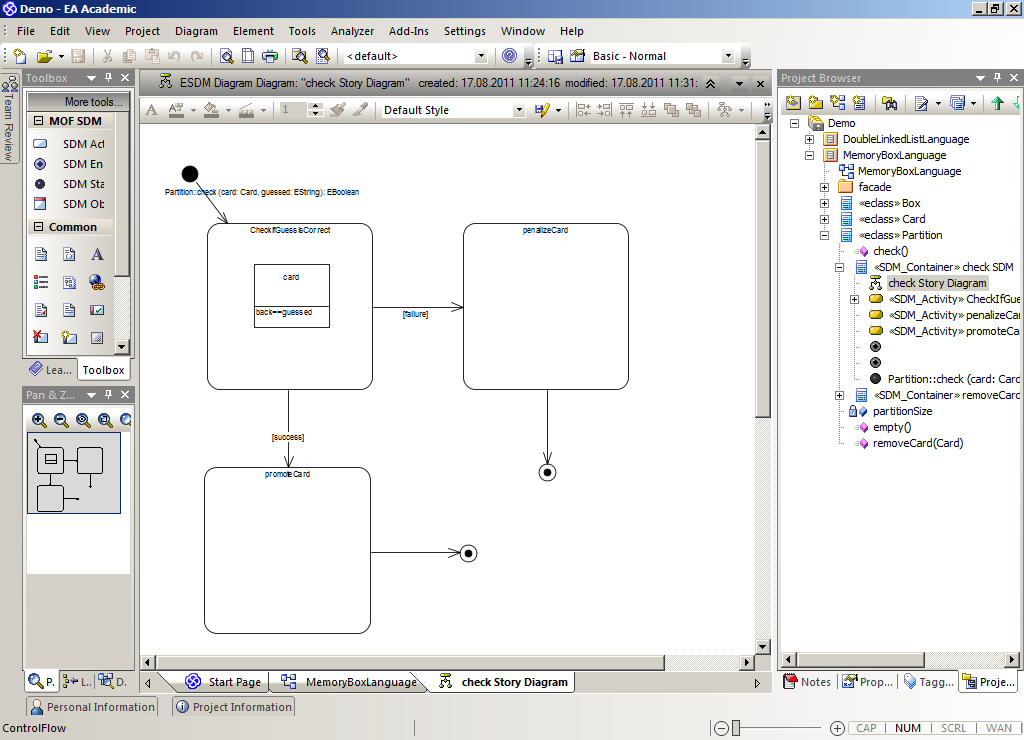 Demo - EA Academic
File Edit View Project Diagram Element Tools Analyzer Add-Ins Settings Window Help
<default> Basic - Normal
Toolbox
ESDM Diagram Diagram: "check Story Diagram" created: 17.08.2011 11:24:16 modified: 17.08.2011 11:31:
Project Browser
Team Review
More tools...
MOF SDM
SDM Act
SDM En
SDM Sta
SDM Ob
Common
Lea...
Toolbox
Pan & Z...
A 1 Default Style
Partition::check (card: Card, guessed: EString): EBoolean
CheckIfGuessIsCorrect
card
back==guessed
penalizeCard
[failure]
[success]
promoteCard
Demo
DoubleLinkedListLanguage
MemoryBoxLanguage
MemoryBoxLanguage
facade
«eclass» Box
«eclass» Card
«eclass» Partition
check()
«SDM_Container» check SDM
check Story Diagram
«SDM_Activity» CheckIfGue
«SDM_Activity» penalizeCar
«SDM_Activity» promoteCa
Partition::check (card: Card
«SDM_Container» removeCard
partitionSize
empty()
removeCard(Card)
P.
L..
D.
Start Page
MemoryBoxLanguage
check Story Diagram
Notes
Prop...
Tagg...
Proje...
Personal Information
Project Information
ControlFlow
CAP NUM SCRL WAN